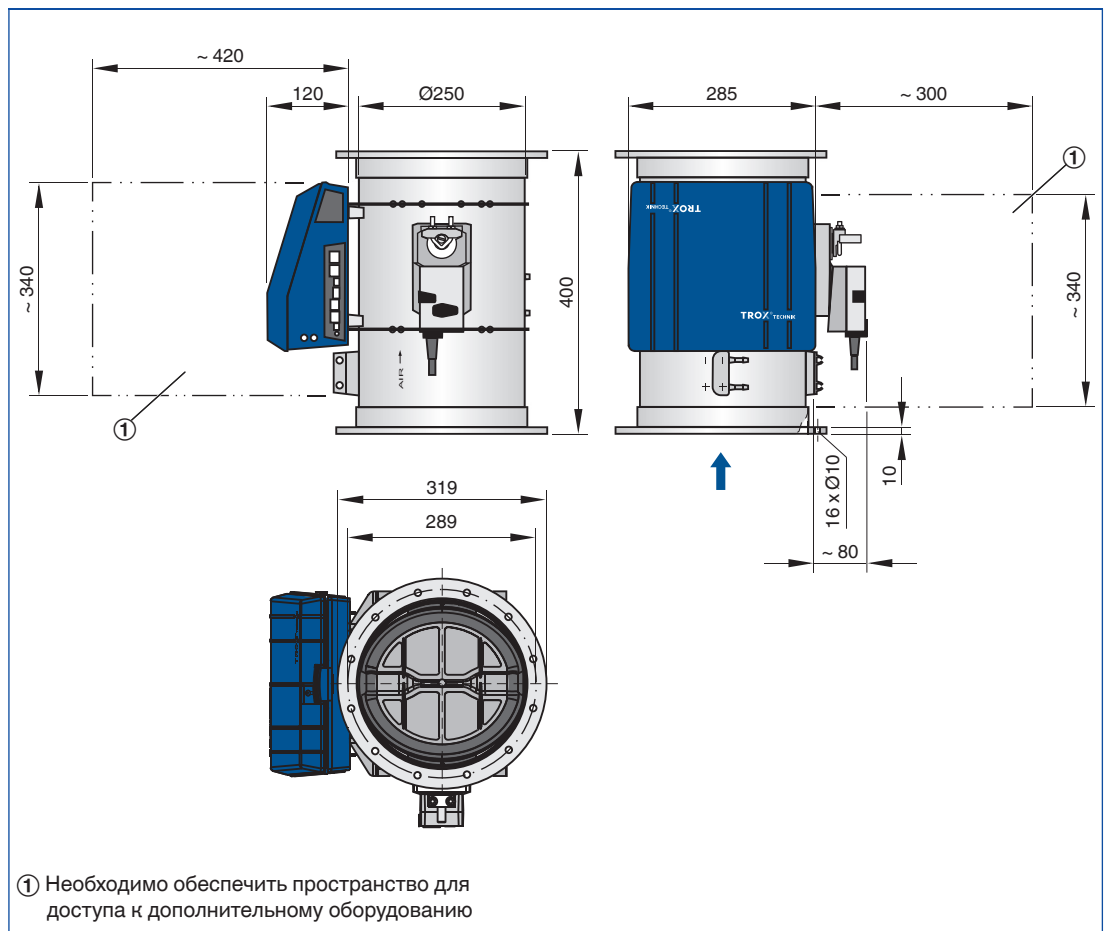 ~ 420
120
Ø250
285
~ 300
①
~ 340
400
~ 340
TROX® TECHNIK
TROX® TECHNIK
AIR →
- -
+ +
①
16 x Ø10
10
~ 80
319
289
① Необходимо обеспечить пространство для
доступа к дополнительному оборудованию